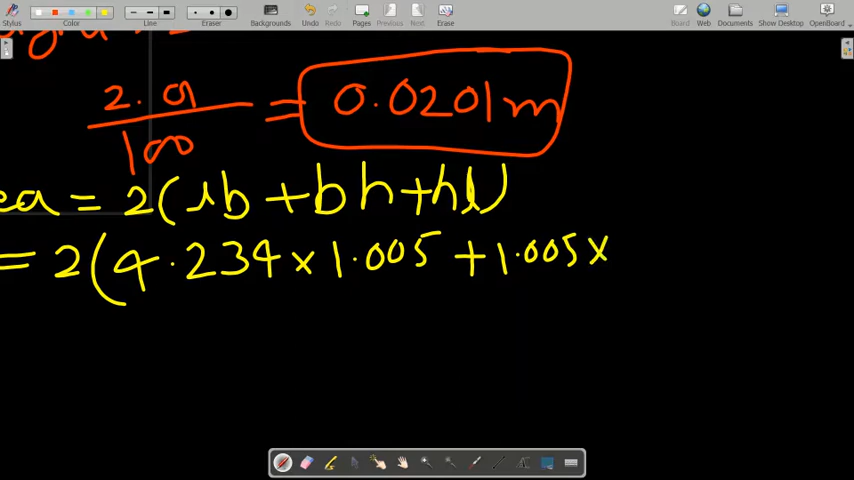 Stylus Color Line Eraser Backgrounds Undo Redo Pages Previous Next Erase Board Web Documents Show Desktop OpenBoard
2.01
/100 = 0.0201m
ea = 2(lb + bh + hl)
= 2(4.234 × 1.005 + 1.005 ×